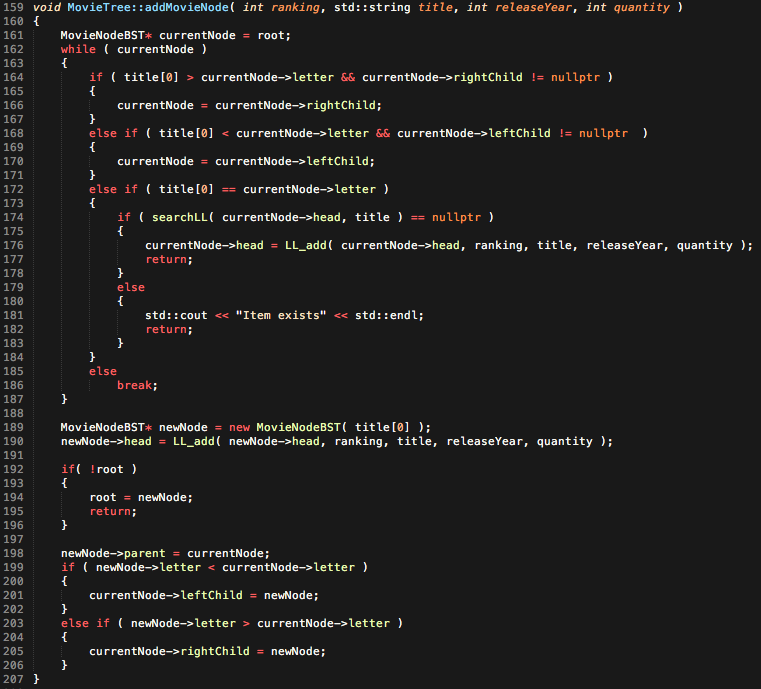 159 void MovieTree::addMovieNode( int ranking, std::string title, int releaseYear, int quantity )
160 {
161     MovieNodeBST* currentNode = root;
162     while ( currentNode )
163     {
164         if ( title[0] > currentNode->letter && currentNode->rightChild != nullptr )
165         {
166             currentNode = currentNode->rightChild;
167         }
168         else if ( title[0] < currentNode->letter && currentNode->leftChild != nullptr  )
169         {
170             currentNode = currentNode->leftChild;
171         }
172         else if ( title[0] == currentNode->letter )
173         {
174             if ( searchLL( currentNode->head, title ) == nullptr )
175             {
176                 currentNode->head = LL_add( currentNode->head, ranking, title, releaseYear, quantity );
177                 return;
178             }
179             else
180             {
181                 std::cout << "Item exists" << std::endl;
182                 return;
183             }
184         }
185         else
186             break;
187     }
188
189     MovieNodeBST* newNode = new MovieNodeBST( title[0] );
190     newNode->head = LL_add( newNode->head, ranking, title, releaseYear, quantity );
191
192     if( !root )
193     {
194         root = newNode;
195         return;
196     }
197
198     newNode->parent = currentNode;
199     if ( newNode->letter < currentNode->letter )
200     {
201         currentNode->leftChild = newNode;
202     }
203     else if ( newNode->letter > currentNode->letter )
204     {
205         currentNode->rightChild = newNode;
206     }
207 }